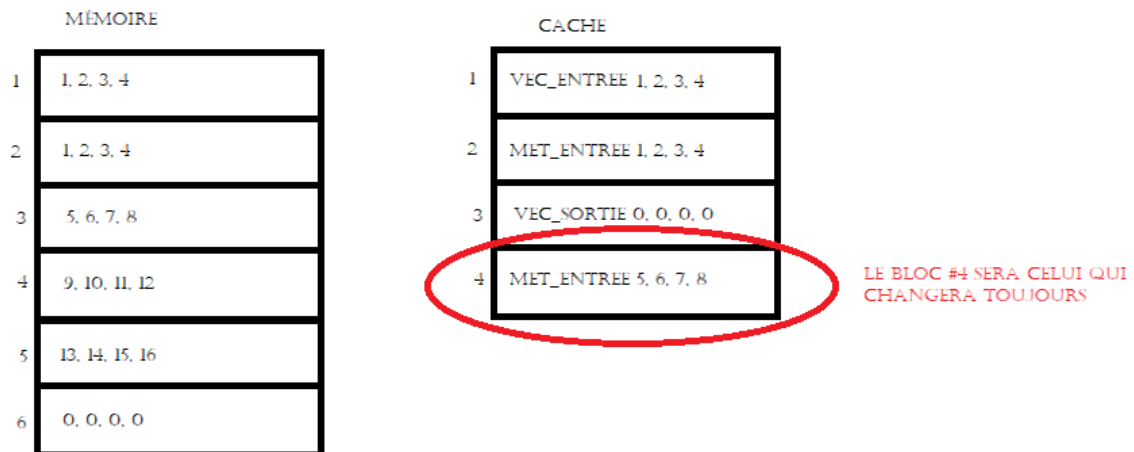 MÉMOIRE
1 1, 2, 3, 4
2 1, 2, 3, 4
3 5, 6, 7, 8
4 9, 10, 11, 12
5 13, 14, 15, 16
6 0, 0, 0, 0
CACHE
1 VEC_ENTREE 1, 2, 3, 4
2 MET_ENTREE 1, 2, 3, 4
3 VEC_SORTIE 0, 0, 0, 0
4 MET_ENTREE 5, 6, 7, 8
LE BLOC #4 SERA CELUI QUI
CHANGERA TOUJOURS